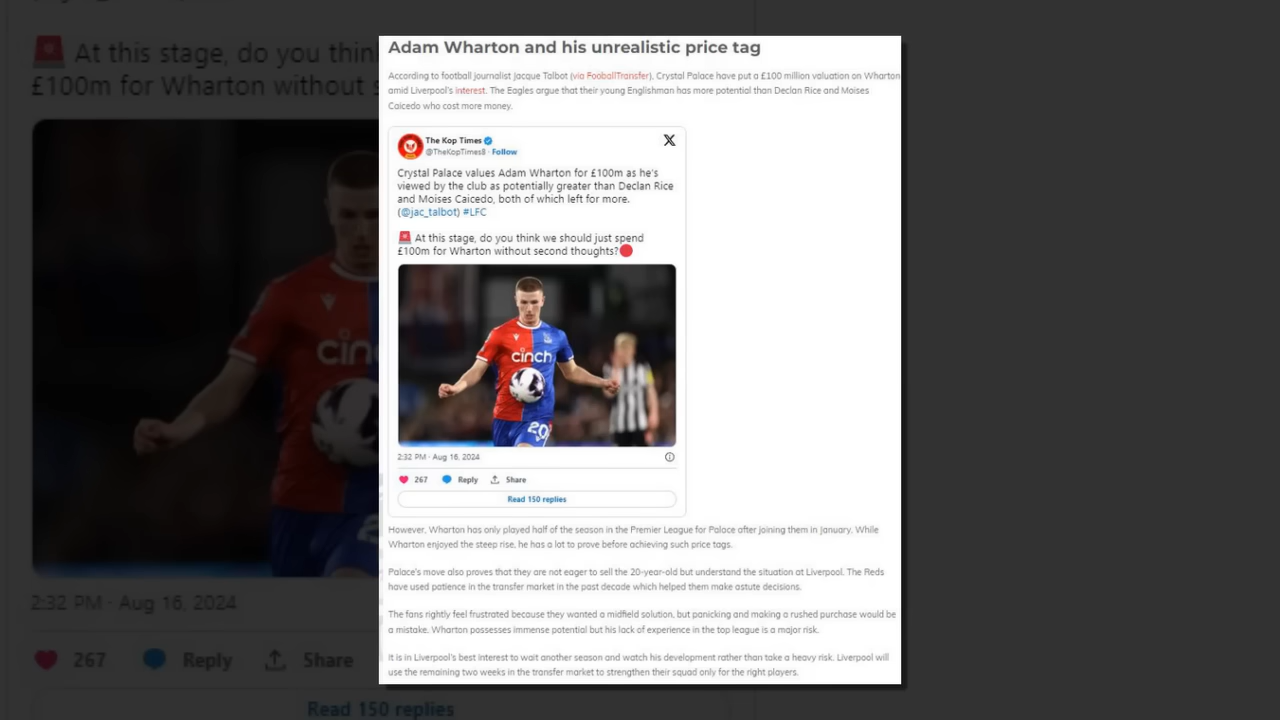 Adam Wharton and his unrealistic price tag
According to football journalist Jacque Talbot (via FooballTransfer), Crystal Palace have put a £100 million valuation on Wharton
amid Liverpool's interest. The Eagles argue that their young Englishman has more potential than Declan Rice and Moises
Caicedo who cost more money.
The Kop Times
@TheKopTimes8 · Follow
X
Crystal Palace values Adam Wharton for £100m as he's
viewed by the club as potentially greater than Declan Rice
and Moises Caicedo, both of which left for more.
(@jac_talbot) #LFC
At this stage, do you think we should just spend
£100m for Wharton without second thoughts?
cinch
20
2:32 PM · Aug 16, 2024
267 Reply Share
Read 150 replies
However, Wharton has only played half of the season in the Premier League for Palace after joining them in January. While
Wharton enjoyed the steep rise, he has a lot to prove before achieving such price tags.
Palace's move also proves that they are not eager to sell the 20-year-old but understand the situation at Liverpool. The Reds
have used patience in the transfer market in the past decade which helped them make astute decisions.
The fans rightly feel frustrated because they wanted a midfield solution, but panicking and making a rushed purchase would be
a mistake. Wharton possesses immense potential but his lack of experience in the top league is a major risk.
It is in Liverpool's best interest to wait another season and watch his development rather than take a heavy risk. Liverpool will
use the remaining two weeks in the transfer market to strengthen their squad only for the right players.
At this stage, do you think
£100m for Wharton without s
cin
2:32 PM · Aug 16, 2024
267 Reply Share
Read 150 replies